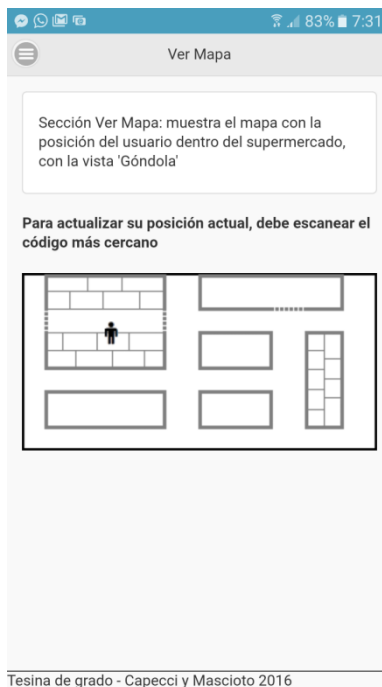 83% 7:31
Ver Mapa
Sección Ver Mapa: muestra el mapa con la
posición del usuario dentro del supermercado,
con la vista 'Góndola'
Para actualizar su posición actual, debe escanear el
código más cercano
Tesina de grado - Capecci y Mascioto 2016